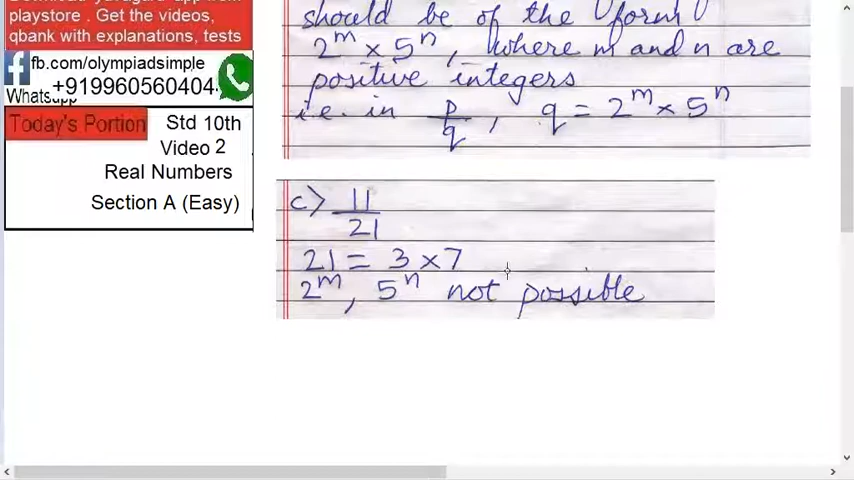 playstore . Get the videos,
qbank with explanations, tests
fb.com/olympiadsimple
Whatsapp
+919960560404
Today's Portion
Std 10th
Video 2
Real Numbers
Section A (Easy)
should be of the form
2^m × 5^n, where m and n are
positive integers
i.e. in p/q, q = 2^m × 5^n
c> 11/21
21 = 3 × 7
2^m, 5^n not possible